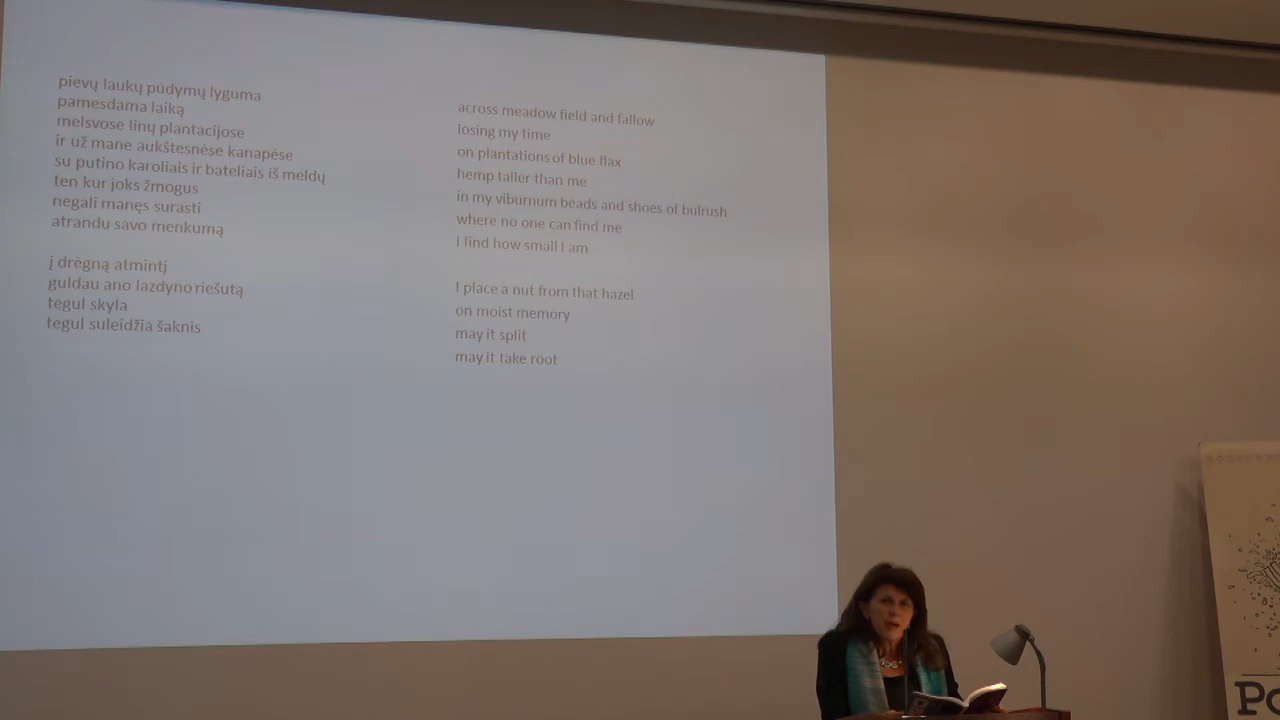 pievų laukų pūdymų lyguma
pamesdama laiką
melsvose linų plantacijose
ir už mane aukštesnėse kanapėse
su putino karoliais ir bateliais iš meldų
ten kur joks žmogus
negali manęs surasti
atrandu savo menkumą
į drėgną atmintį
guldau ano lazdyno riešutą
tegul skyla
tegul suleidžia šaknis
across meadow field and fallow
losing my time
on plantations of blue flax
hemp taller than me
in my viburnum beads and shoes of bulrush
where no one can find me
I find how small I am
I place a nut from that hazel
on moist memory
may it split
may it take root